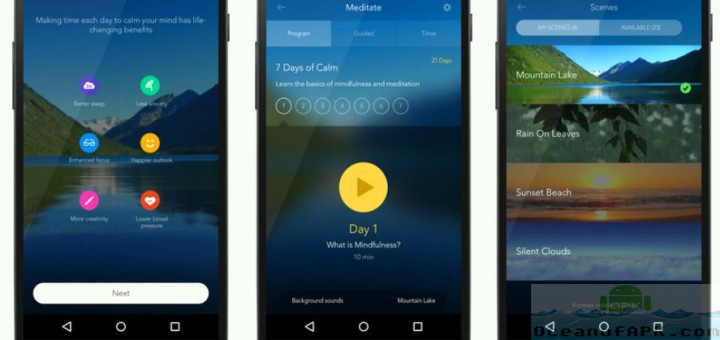 Making time each day to calm your mind has life-
changing benefits
Better sleep
Less anxiety
Enhanced focus
Happier outlook
More creativity
Lower blood
pressure
Next
Meditate
Program
Guided
Timer
7 Days of Calm
21 Days
Learn the basics of mindfulness and meditation
1 2 3 4 5 6 7
Day 1
What is Mindfulness?
10 min
Background sounds
Mountain Lake
Scenes
MY SCENES (4)
AVAILABLE (23)
Mountain Lake
Rain On Leaves
Sunset Beach
Silent Clouds
OceanofAPK.com